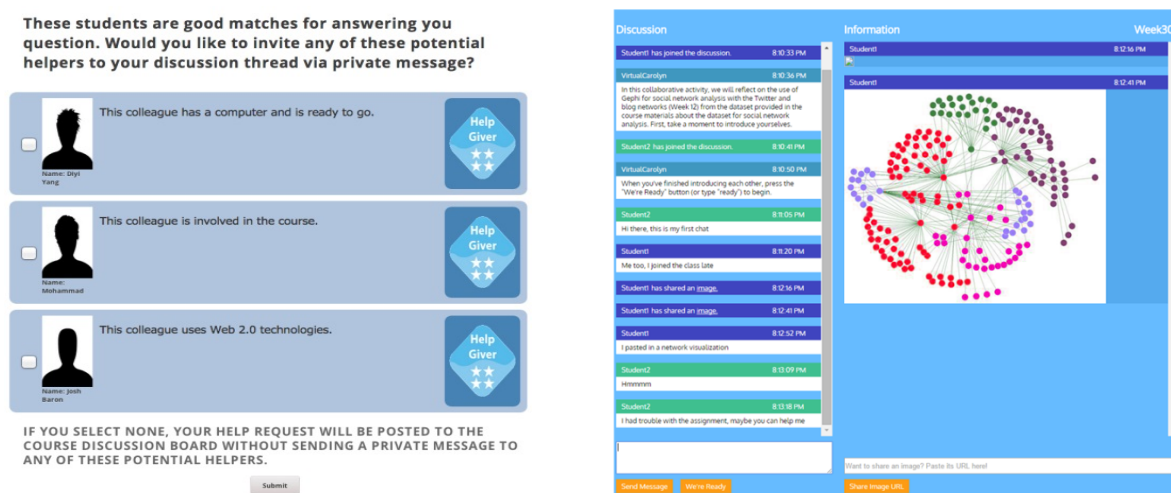 These students are good matches for answering you
question. Would you like to invite any of these potential
helpers to your discussion thread via private message?
This colleague has a computer and is ready to go.
Name: Diyi
Yang
Help
Giver
This colleague is involved in the course.
Name:
Mohammad
Help
Giver
This colleague uses Web 2.0 technologies.
Name: Josh
Baron
Help
Giver
IF YOU SELECT NONE, YOUR HELP REQUEST WILL BE POSTED TO THE
COURSE DISCUSSION BOARD WITHOUT SENDING A PRIVATE MESSAGE TO
ANY OF THESE POTENTIAL HELPERS.
Submit
Discussion
Student1 has joined the discussion. 8:10:33 PM
VirtualCarolyn 8:10:36 PM
In this collaborative activity, we will reflect on the use of
Gephi for social network analysis with the Twitter and
blog networks (Week 12) from the dataset provided in the
course materials about the dataset for social network
analysis. First, take a moment to introduce yourselves.
Student2 has joined the discussion. 8:10:41 PM
VirtualCarolyn 8:10:50 PM
When you've finished introducing each other, press the
"We're Ready" button (or type "ready") to begin.
Student2 8:11:05 PM
Hi there, this is my first chat
Student1 8:11:20 PM
Me too, I joined the class late
Student1 has shared an image. 8:12:16 PM
Student1 has shared an image. 8:12:41 PM
Student1 8:12:52 PM
I pasted in a network visualization
Student2 8:13:09 PM
Hmmmm
Student2 8:13:18 PM
I had trouble with the assignment, maybe you can help me
Send Message We're Ready
Information Week30
Student1 8:12:16 PM
Student1 8:12:41 PM
Want to share an image? Paste its URL here!
Share Image URL